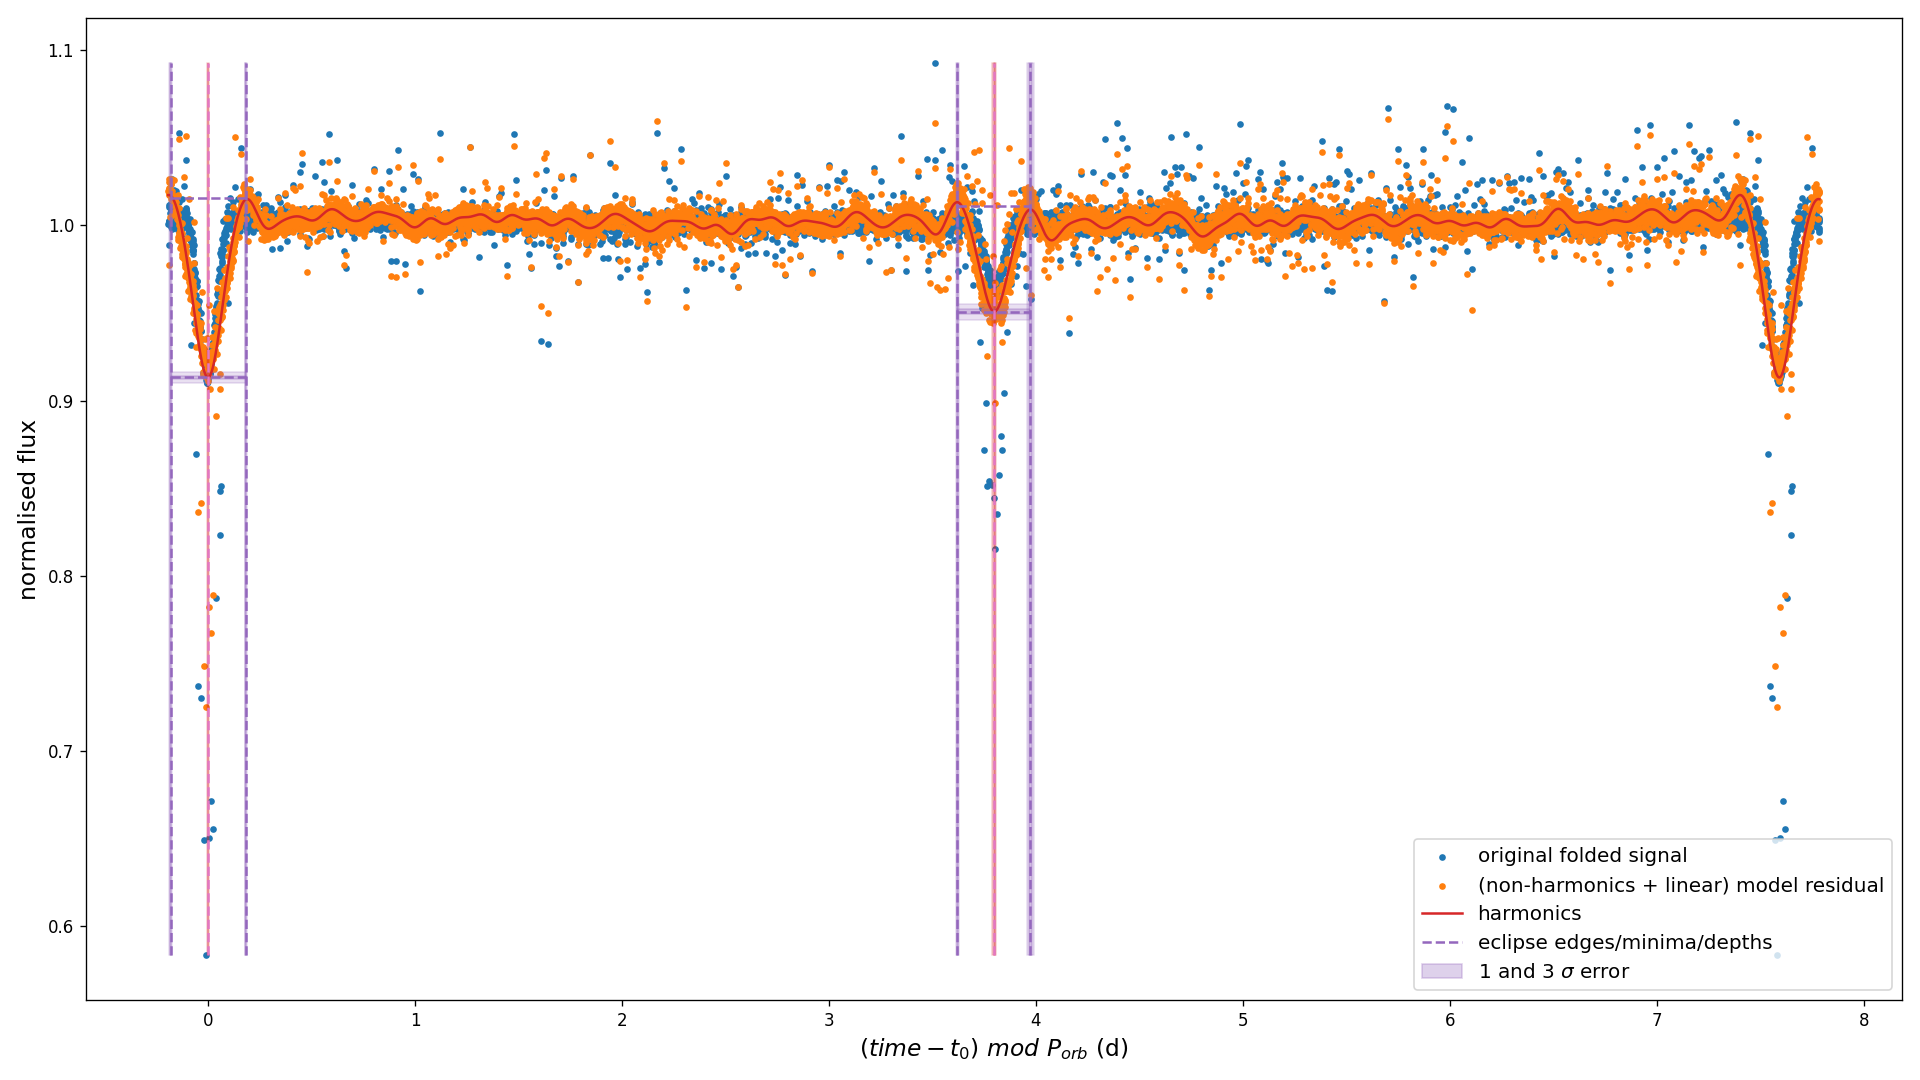 1.1
1.0
0.9
0.8
0.7
0.6
normalised flux
0
1
2
3
4
5
6
7
8
(time − t₀) mod P_orb (d)
original folded signal
(non-harmonics + linear) model residual
harmonics
eclipse edges/minima/depths
1 and 3 σ error